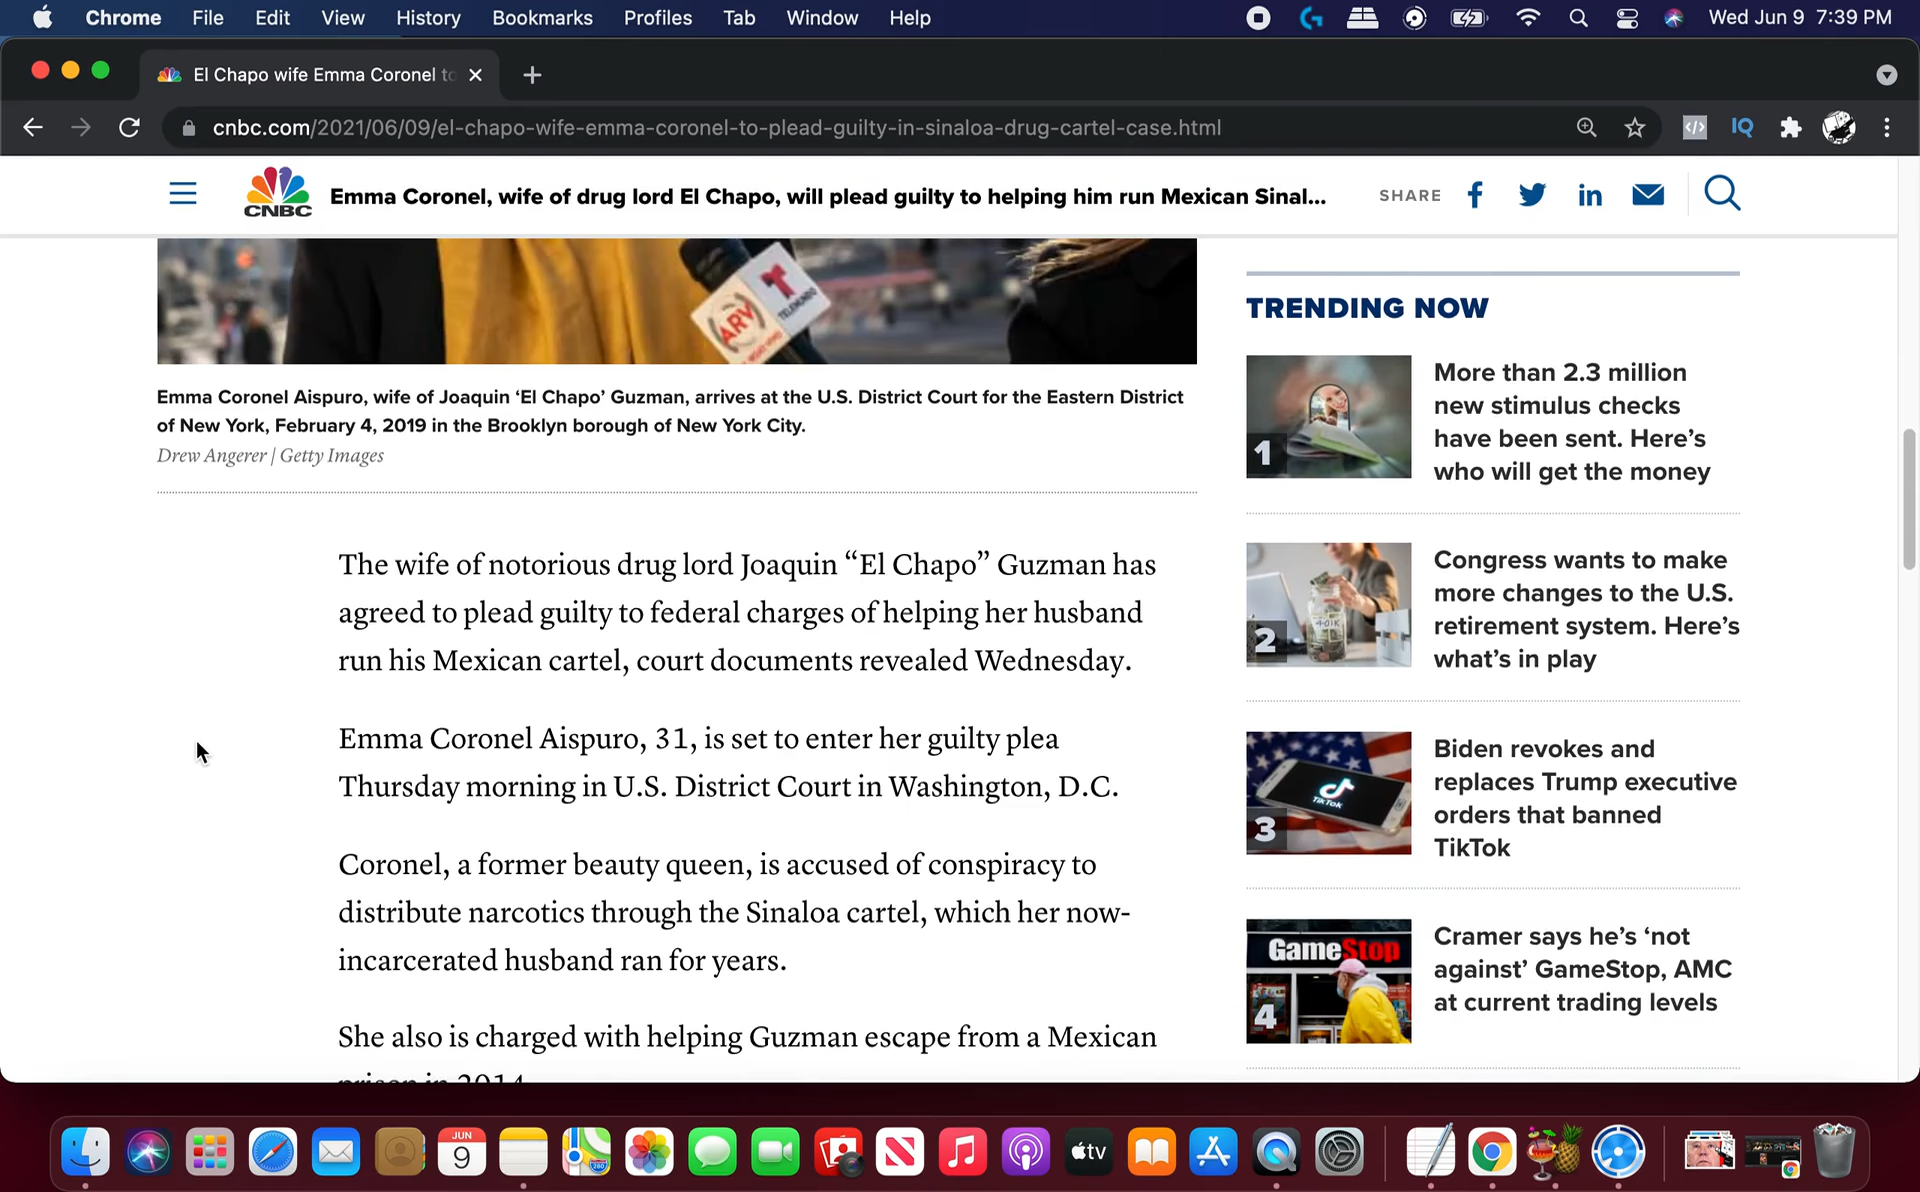 Chrome File Edit View History Bookmarks Profiles Tab Window Help Wed Jun 9 7:39 PM
El Chapo wife Emma Coronel to
cnbc.com/2021/06/09/el-chapo-wife-emma-coronel-to-plead-guilty-in-sinaloa-drug-cartel-case.html
</> IQ
CNBC
Emma Coronel, wife of drug lord El Chapo, will plead guilty to helping him run Mexican Sinal...
SHARE
ARV
TELEMUNDO
Emma Coronel Aispuro, wife of Joaquin ‘El Chapo’ Guzman, arrives at the U.S. District Court for the Eastern District
of New York, February 4, 2019 in the Brooklyn borough of New York City.
Drew Angerer | Getty Images
The wife of notorious drug lord Joaquin “El Chapo” Guzman has
agreed to plead guilty to federal charges of helping her husband
run his Mexican cartel, court documents revealed Wednesday.
Emma Coronel Aispuro, 31, is set to enter her guilty plea
Thursday morning in U.S. District Court in Washington, D.C.
Coronel, a former beauty queen, is accused of conspiracy to
distribute narcotics through the Sinaloa cartel, which her now-
incarcerated husband ran for years.
She also is charged with helping Guzman escape from a Mexican
prison in 2014
TRENDING NOW
1
More than 2.3 million
new stimulus checks
have been sent. Here’s
who will get the money
2
401K
Congress wants to make
more changes to the U.S.
retirement system. Here’s
what’s in play
3
TikTok
Biden revokes and
replaces Trump executive
orders that banned
TikTok
4
GameStop
Cramer says he’s ‘not
against’ GameStop, AMC
at current trading levels
JUN
9
280
tv